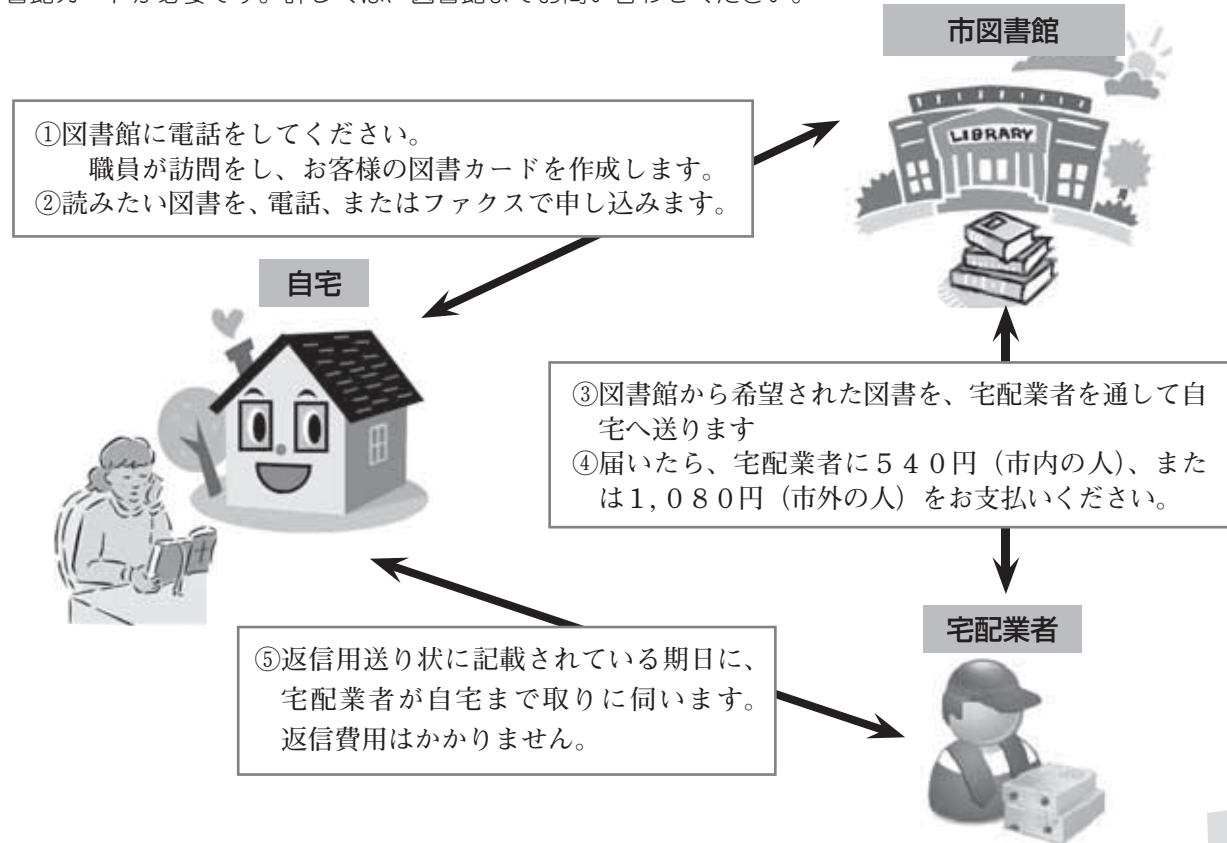 市図書館
LIBRARY
①図書館に電話をしてください。
職員が訪問をし、お客様の図書カードを作成します。
②読みたい図書を、電話、またはファクスで申し込みます。
自宅
③図書館から希望された図書を、宅配業者を通して自
宅へ送ります
④届いたら、宅配業者に５４０円（市内の人）、また
は１,０８０円（市外の人）をお支払いください。
宅配業者
⑤返信用送り状に記載されている期日に、
宅配業者が自宅まで取りに伺います。
返信費用はかかりません。